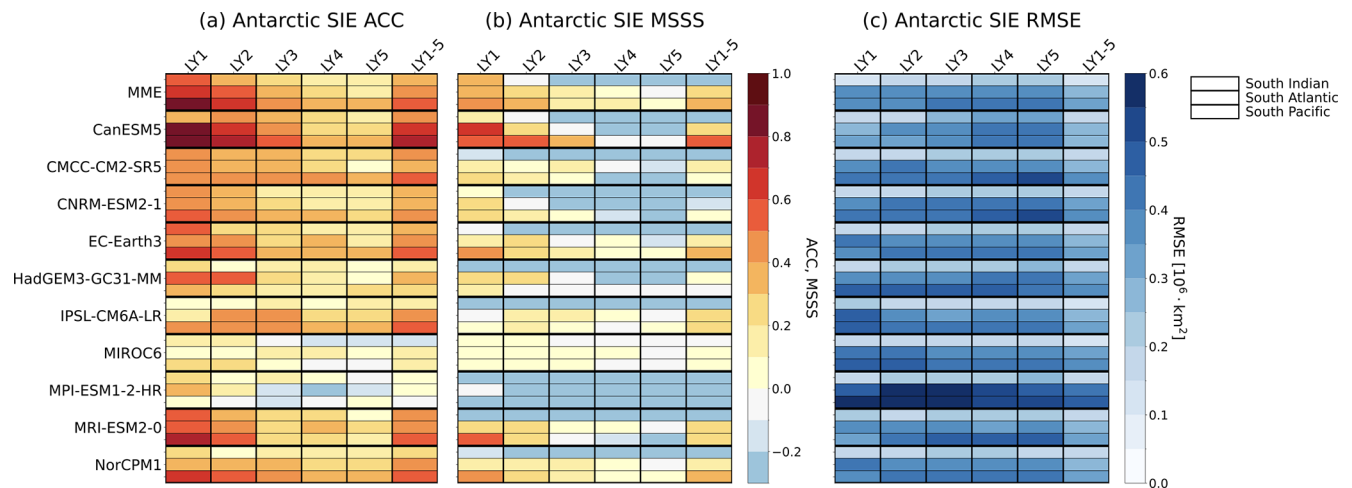 (a) Antarctic SIE ACC
(b) Antarctic SIE MSSS
(c) Antarctic SIE RMSE
LY1 LY2 LY3 LY4 LY5 LY1-5
LY1 LY2 LY3 LY4 LY5 LY1-5
LY1 LY2 LY3 LY4 LY5 LY1-5
MME
CanESM5
CMCC-CM2-SR5
CNRM-ESM2-1
EC-Earth3
HadGEM3-GC31-MM
IPSL-CM6A-LR
MIROC6
MPI-ESM1-2-HR
MRI-ESM2-0
NorCPM1
1.0
0.8
0.6
0.4
0.2
0.0
−0.2
ACC, MSSS
0.6
0.5
0.4
0.3
0.2
0.1
0.0
RMSE [10⁶ · km²]
South Indian
South Atlantic
South Pacific